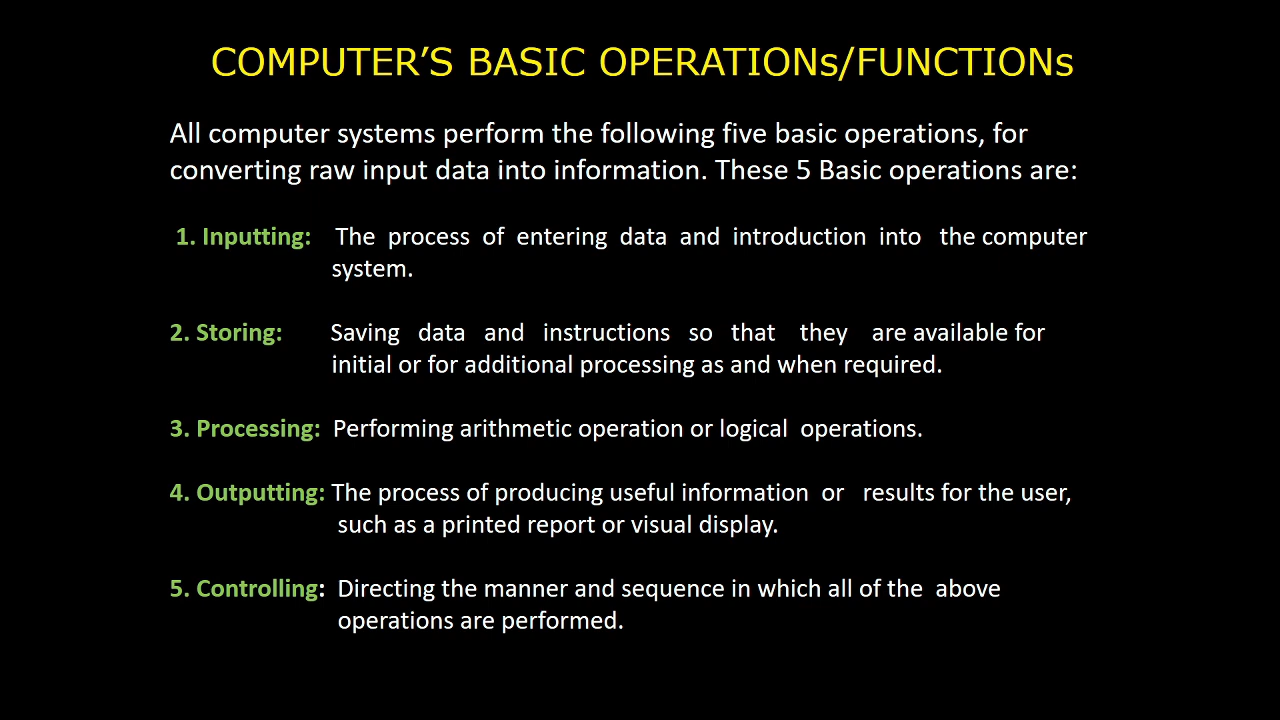 COMPUTER’S BASIC OPERATIONs/FUNCTIONs
All computer systems perform the following five basic operations, for
converting raw input data into information. These 5 Basic operations are:
1. Inputting: The process of entering data and introduction into the computer
system.
2. Storing: Saving data and instructions so that they are available for
initial or for additional processing as and when required.
3. Processing: Performing arithmetic operation or logical operations.
4. Outputting: The process of producing useful information or results for the user,
such as a printed report or visual display.
5. Controlling: Directing the manner and sequence in which all of the above
operations are performed.